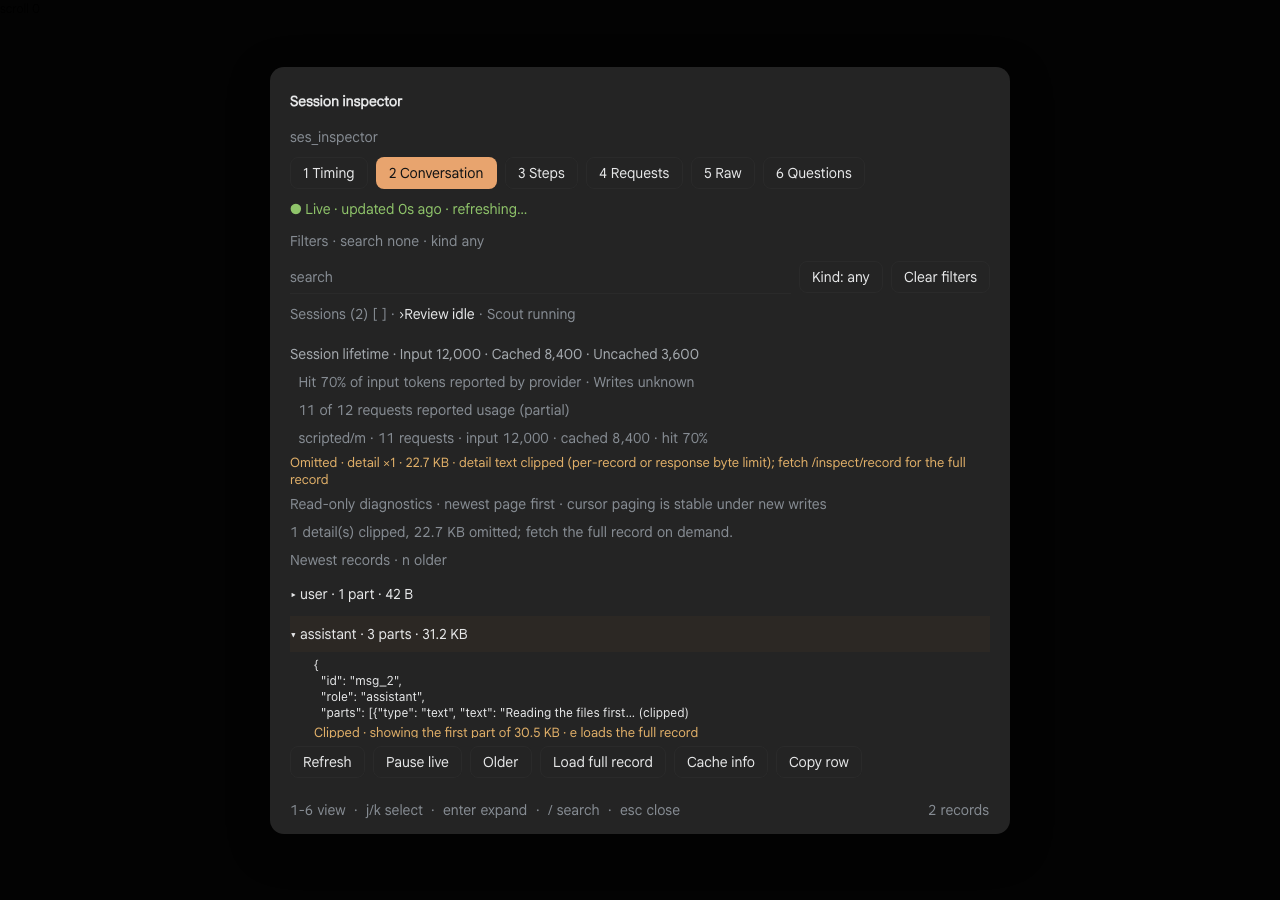 Session inspector
ses_inspector
1 Timing 2 Conversation 3 Steps 4 Requests 5 Raw 6 Questions
● Live · updated 0s ago · refreshing…
Filters · search none · kind any
search Kind: any Clear filters
Sessions (2) [ ] · ›Review idle · Scout running
Session lifetime · Input 12,000 · Cached 8,400 · Uncached 3,600
Hit 70% of input tokens reported by provider · Writes unknown
11 of 12 requests reported usage (partial)
scripted/m · 11 requests · input 12,000 · cached 8,400 · hit 70%
Omitted · detail ×1 · 22.7 KB · detail text clipped (per-record or response byte limit); fetch /inspect/record for the full
record
Read-only diagnostics · newest page first · cursor paging is stable under new writes
1 detail(s) clipped, 22.7 KB omitted; fetch the full record on demand.
Newest records · n older
▸ user · 1 part · 42 B
▾ assistant · 3 parts · 31.2 KB
{
"id": "msg_2",
"role": "assistant",
"parts": [{"type": "text", "text": "Reading the files first… (clipped)
Clipped · showing the first part of 30.5 KB · e loads the full record
Refresh Pause live Older Load full record Cache info Copy row
1-6 view · j/k select · enter expand · / search · esc close 2 records